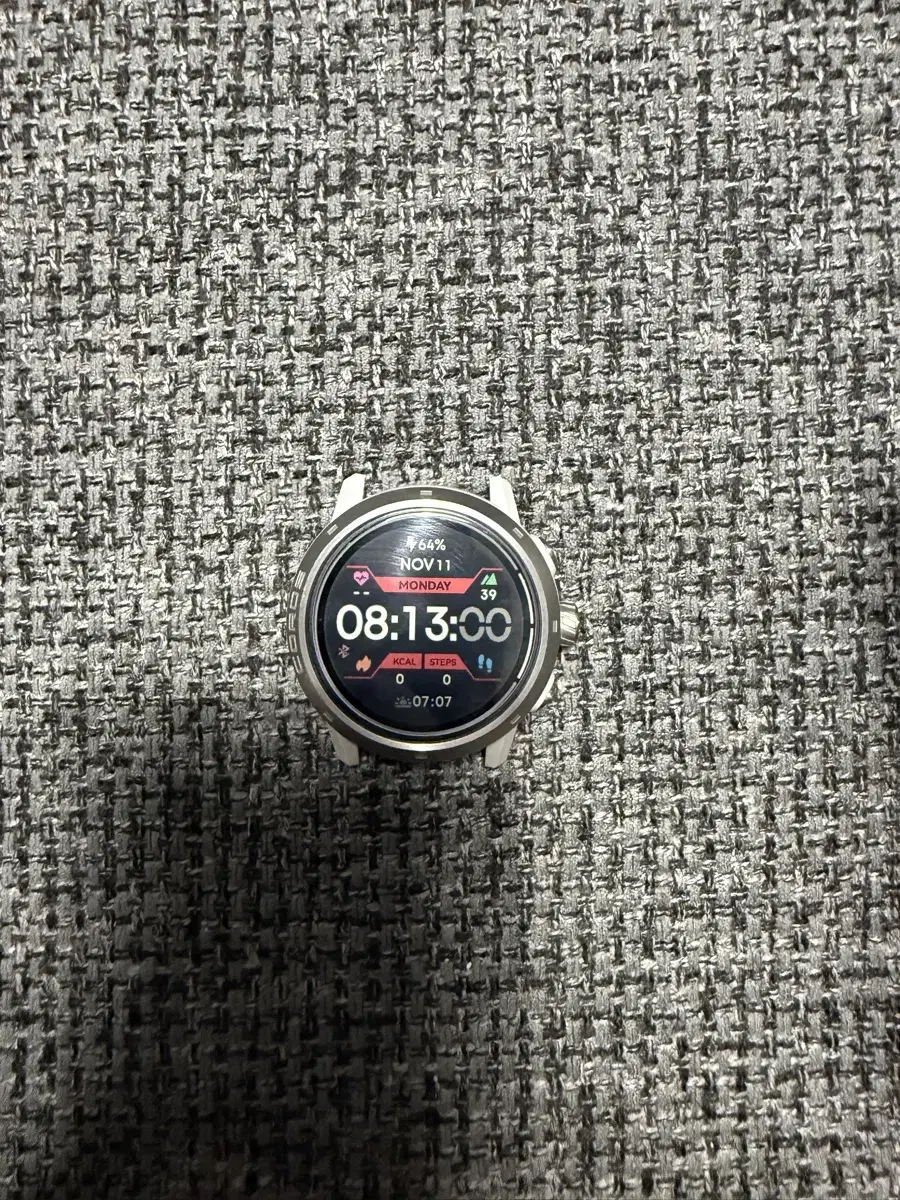 64%
NOV 11
MONDAY
-- 39
08:13:00
KCAL STEPS
0 0
07:07